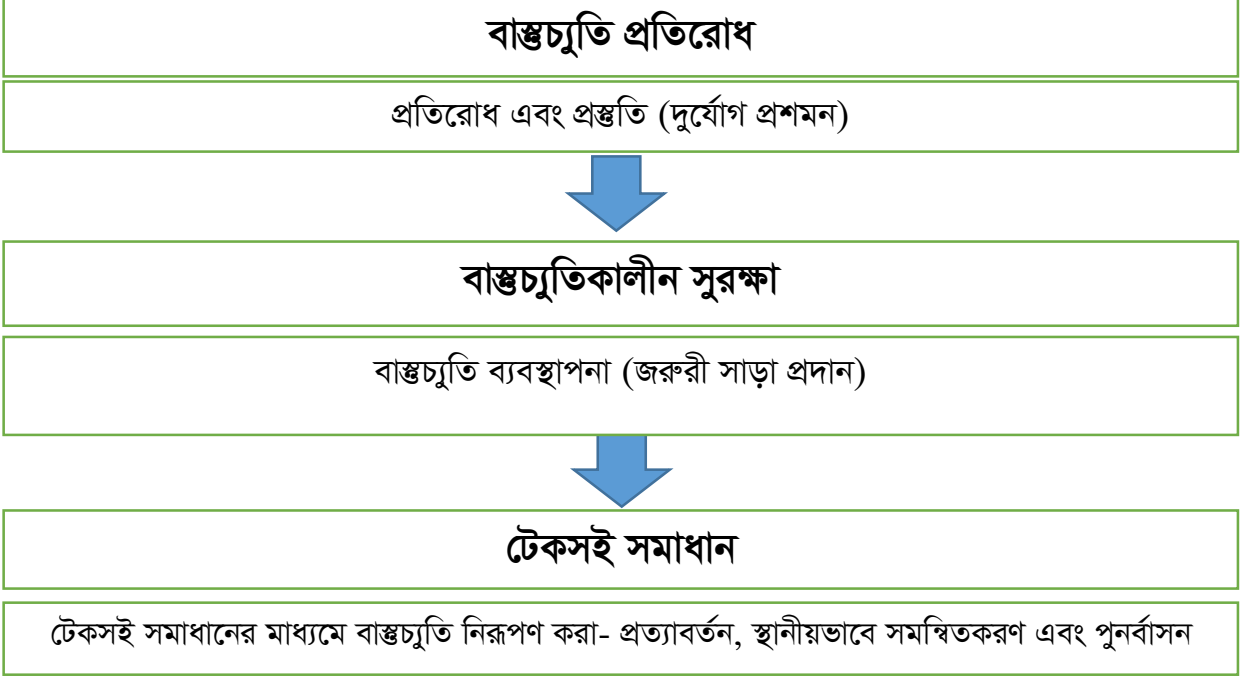 বাস্তুচ্যুতি প্রতিরোধ
প্রতিরোধ এবং প্রস্তুতি (দুর্যোগ প্রশমন)
বাস্তুচ্যুতিকালীন সুরক্ষা
বাস্তুচ্যুতি ব্যবস্থাপনা (জরুরী সাড়া প্রদান)
টেকসই সমাধান
টেকসই সমাধানের মাধ্যমে বাস্তুচ্যুতি নিরূপণ করা- প্রত্যাবর্তন, স্থানীয়ভাবে সমন্বিতকরণ এবং পুনর্বাসন